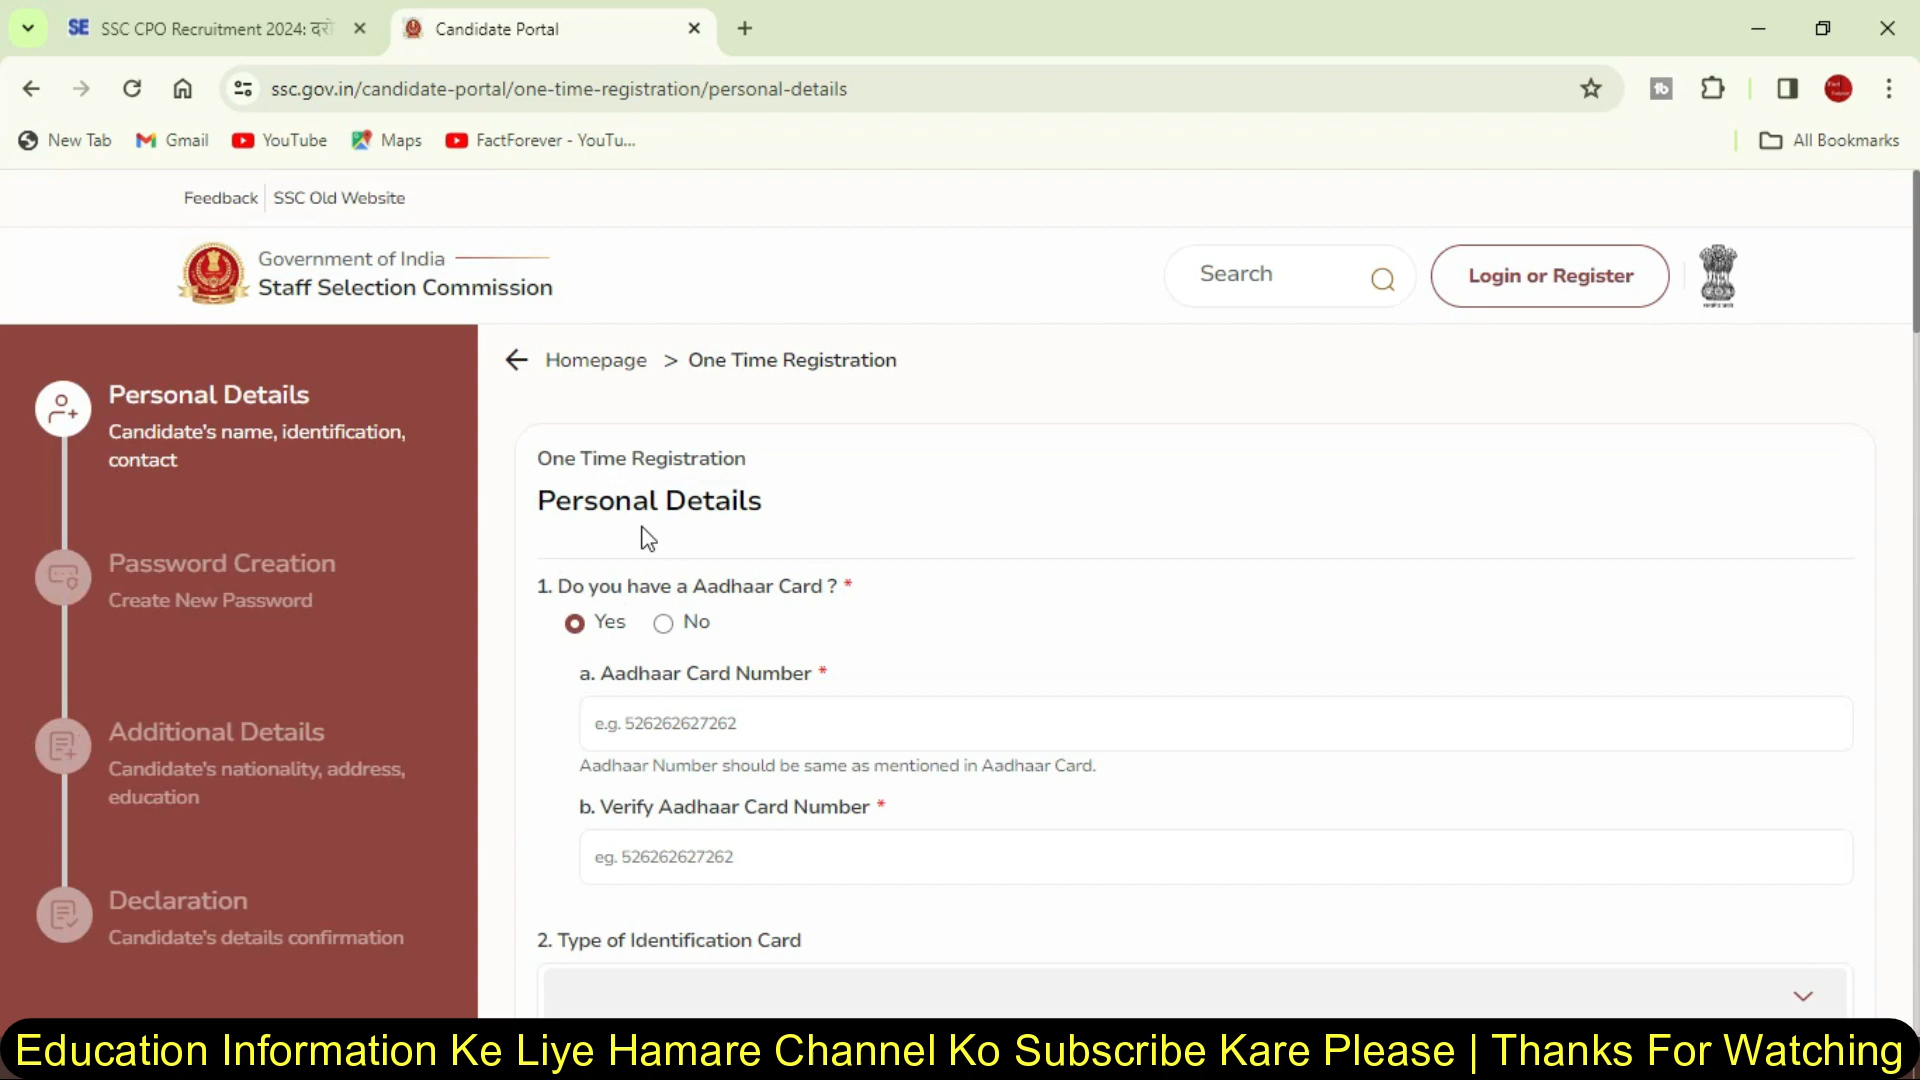 SE SSC CPO Recruitment 2024: दरो
Candidate Portal
ssc.gov.in/candidate-portal/one-time-registration/personal-details
New Tab
Gmail
YouTube
Maps
FactForever - YouTu...
All Bookmarks
Feedback
SSC Old Website
Government of India
Staff Selection Commission
Search
Login or Register
Homepage > One Time Registration
Personal Details
Candidate's name, identification,
contact
Password Creation
Create New Password
Additional Details
Candidate's nationality, address,
education
Declaration
Candidate's details confirmation
One Time Registration
Personal Details
1. Do you have a Aadhaar Card ? *
Yes
No
a. Aadhaar Card Number *
e.g. 526262627262
Aadhaar Number should be same as mentioned in Aadhaar Card.
b. Verify Aadhaar Card Number *
eg. 526262627262
2. Type of Identification Card
Education Information Ke Liye Hamare Channel Ko Subscribe Kare Please | Thanks For Watching